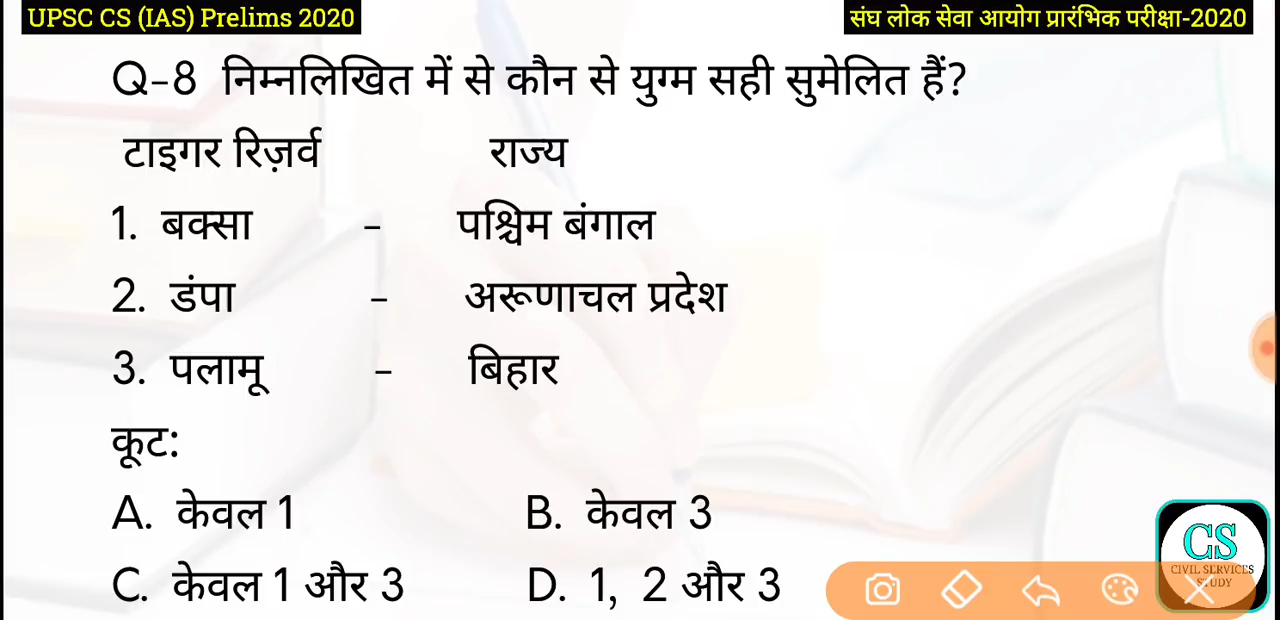 UPSC CS (IAS) Prelims 2020
संघ लोक सेवा आयोग प्रारंभिक परीक्षा-2020
Q-8 निम्नलिखित में से कौन से युग्म सही सुमेलित हैं?
टाइगर रिज़र्व राज्य
1. बक्सा - पश्चिम बंगाल
2. डंपा - अरूणाचल प्रदेश
3. पलामू - बिहार
कूट:
A. केवल 1 B. केवल 3
C. केवल 1 और 3 D. 1, 2 और 3
CS
CIVIL SERVICES
STUDY